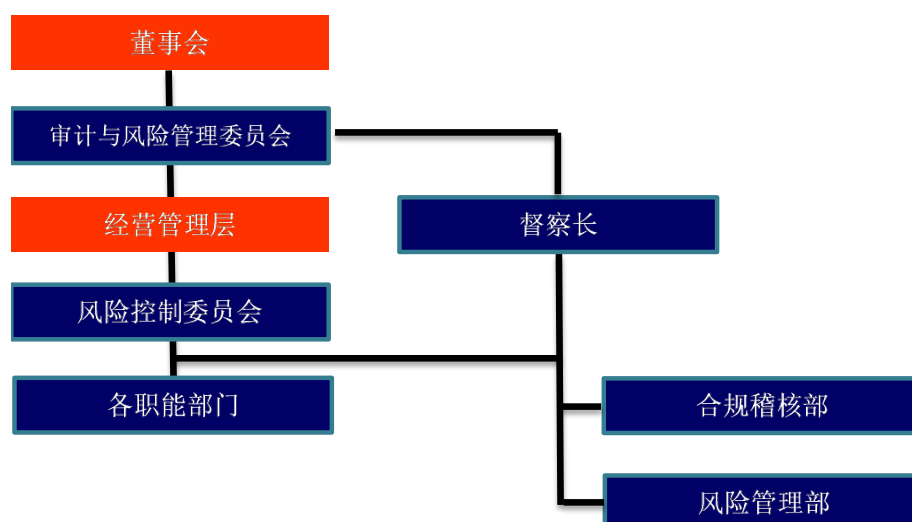 董事会
审计与风险管理委员会
经营管理层
督察长
风险控制委员会
各职能部门
合规稽核部
风险管理部